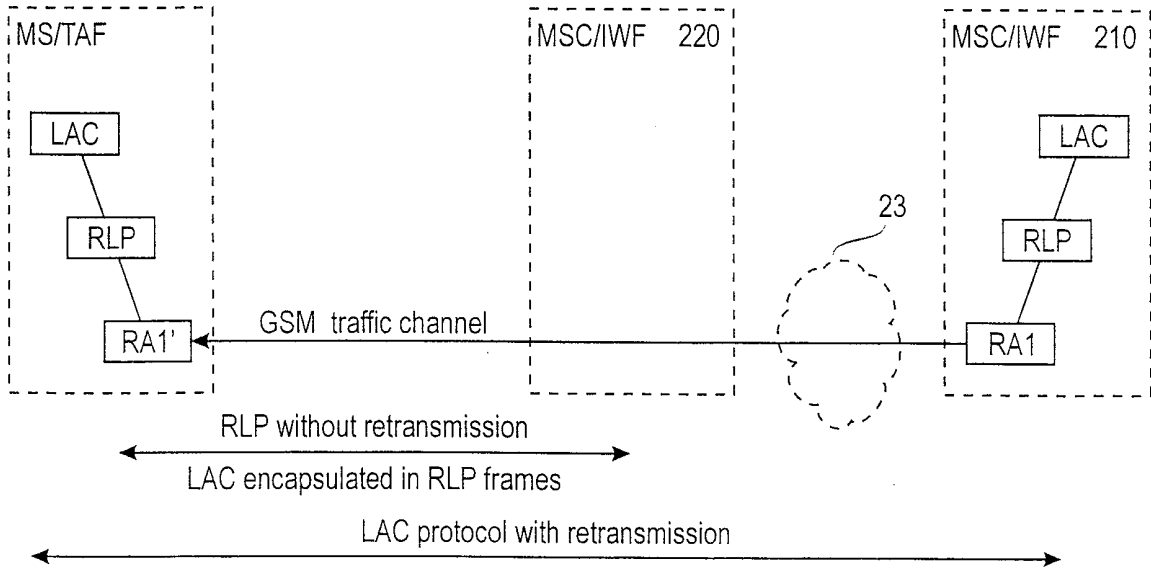 MS/TAF
MSC/IWF 220
MSC/IWF 210
LAC
LAC
23
RLP
RLP
GSM traffic channel
RA1'
RA1
RLP without retransmission
LAC encapsulated in RLP frames
LAC protocol with retransmission